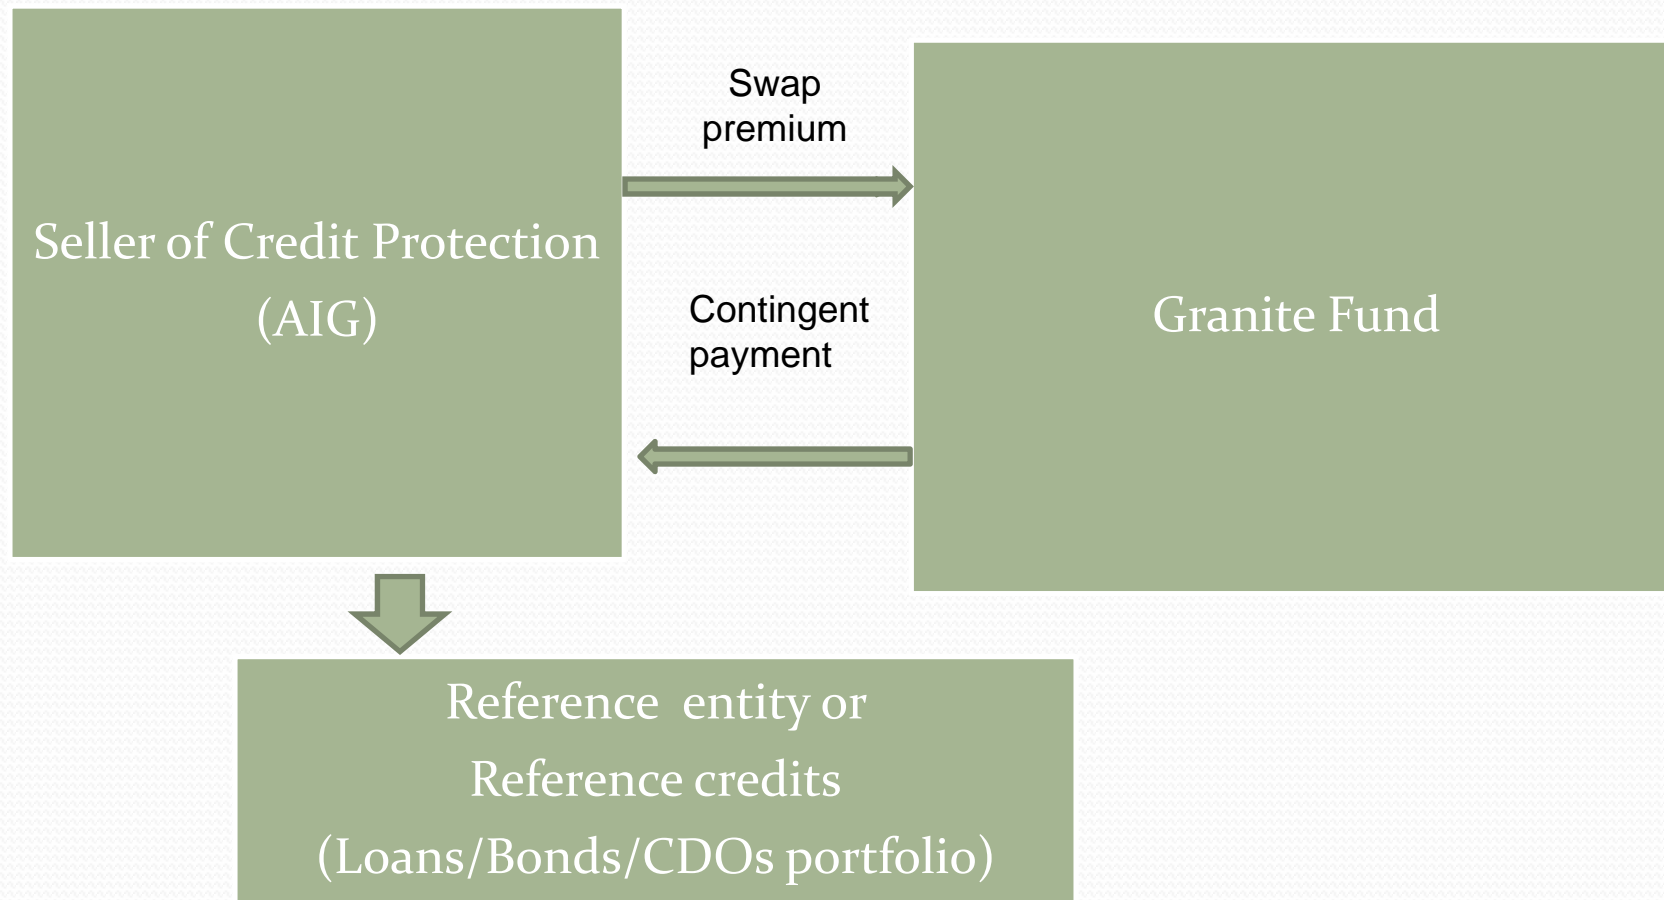 Seller of Credit Protection
(AIG)
Swap
premium
Contingent
payment
Granite Fund
Reference  entity or
Reference credits
(Loans/Bonds/CDOs portfolio)